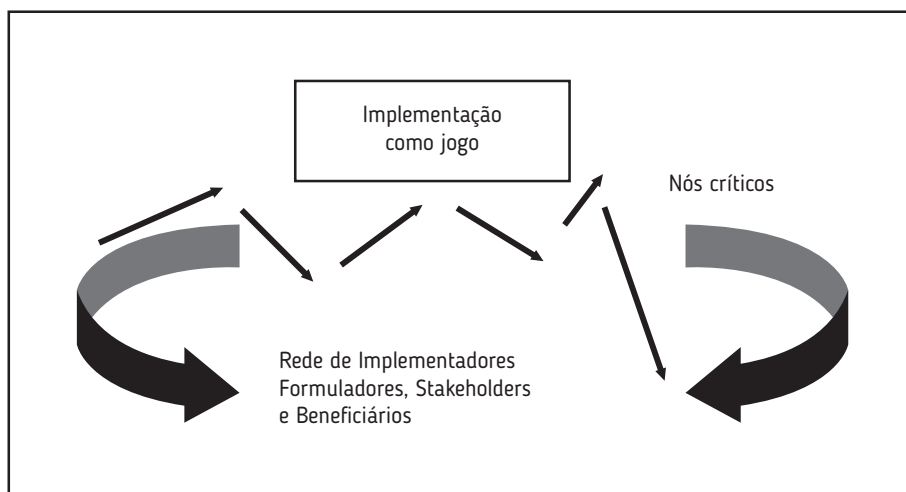 Implementação
como jogo
Nós críticos
Rede de Implementadores
Formuladores, Stakeholders
e Beneficiários